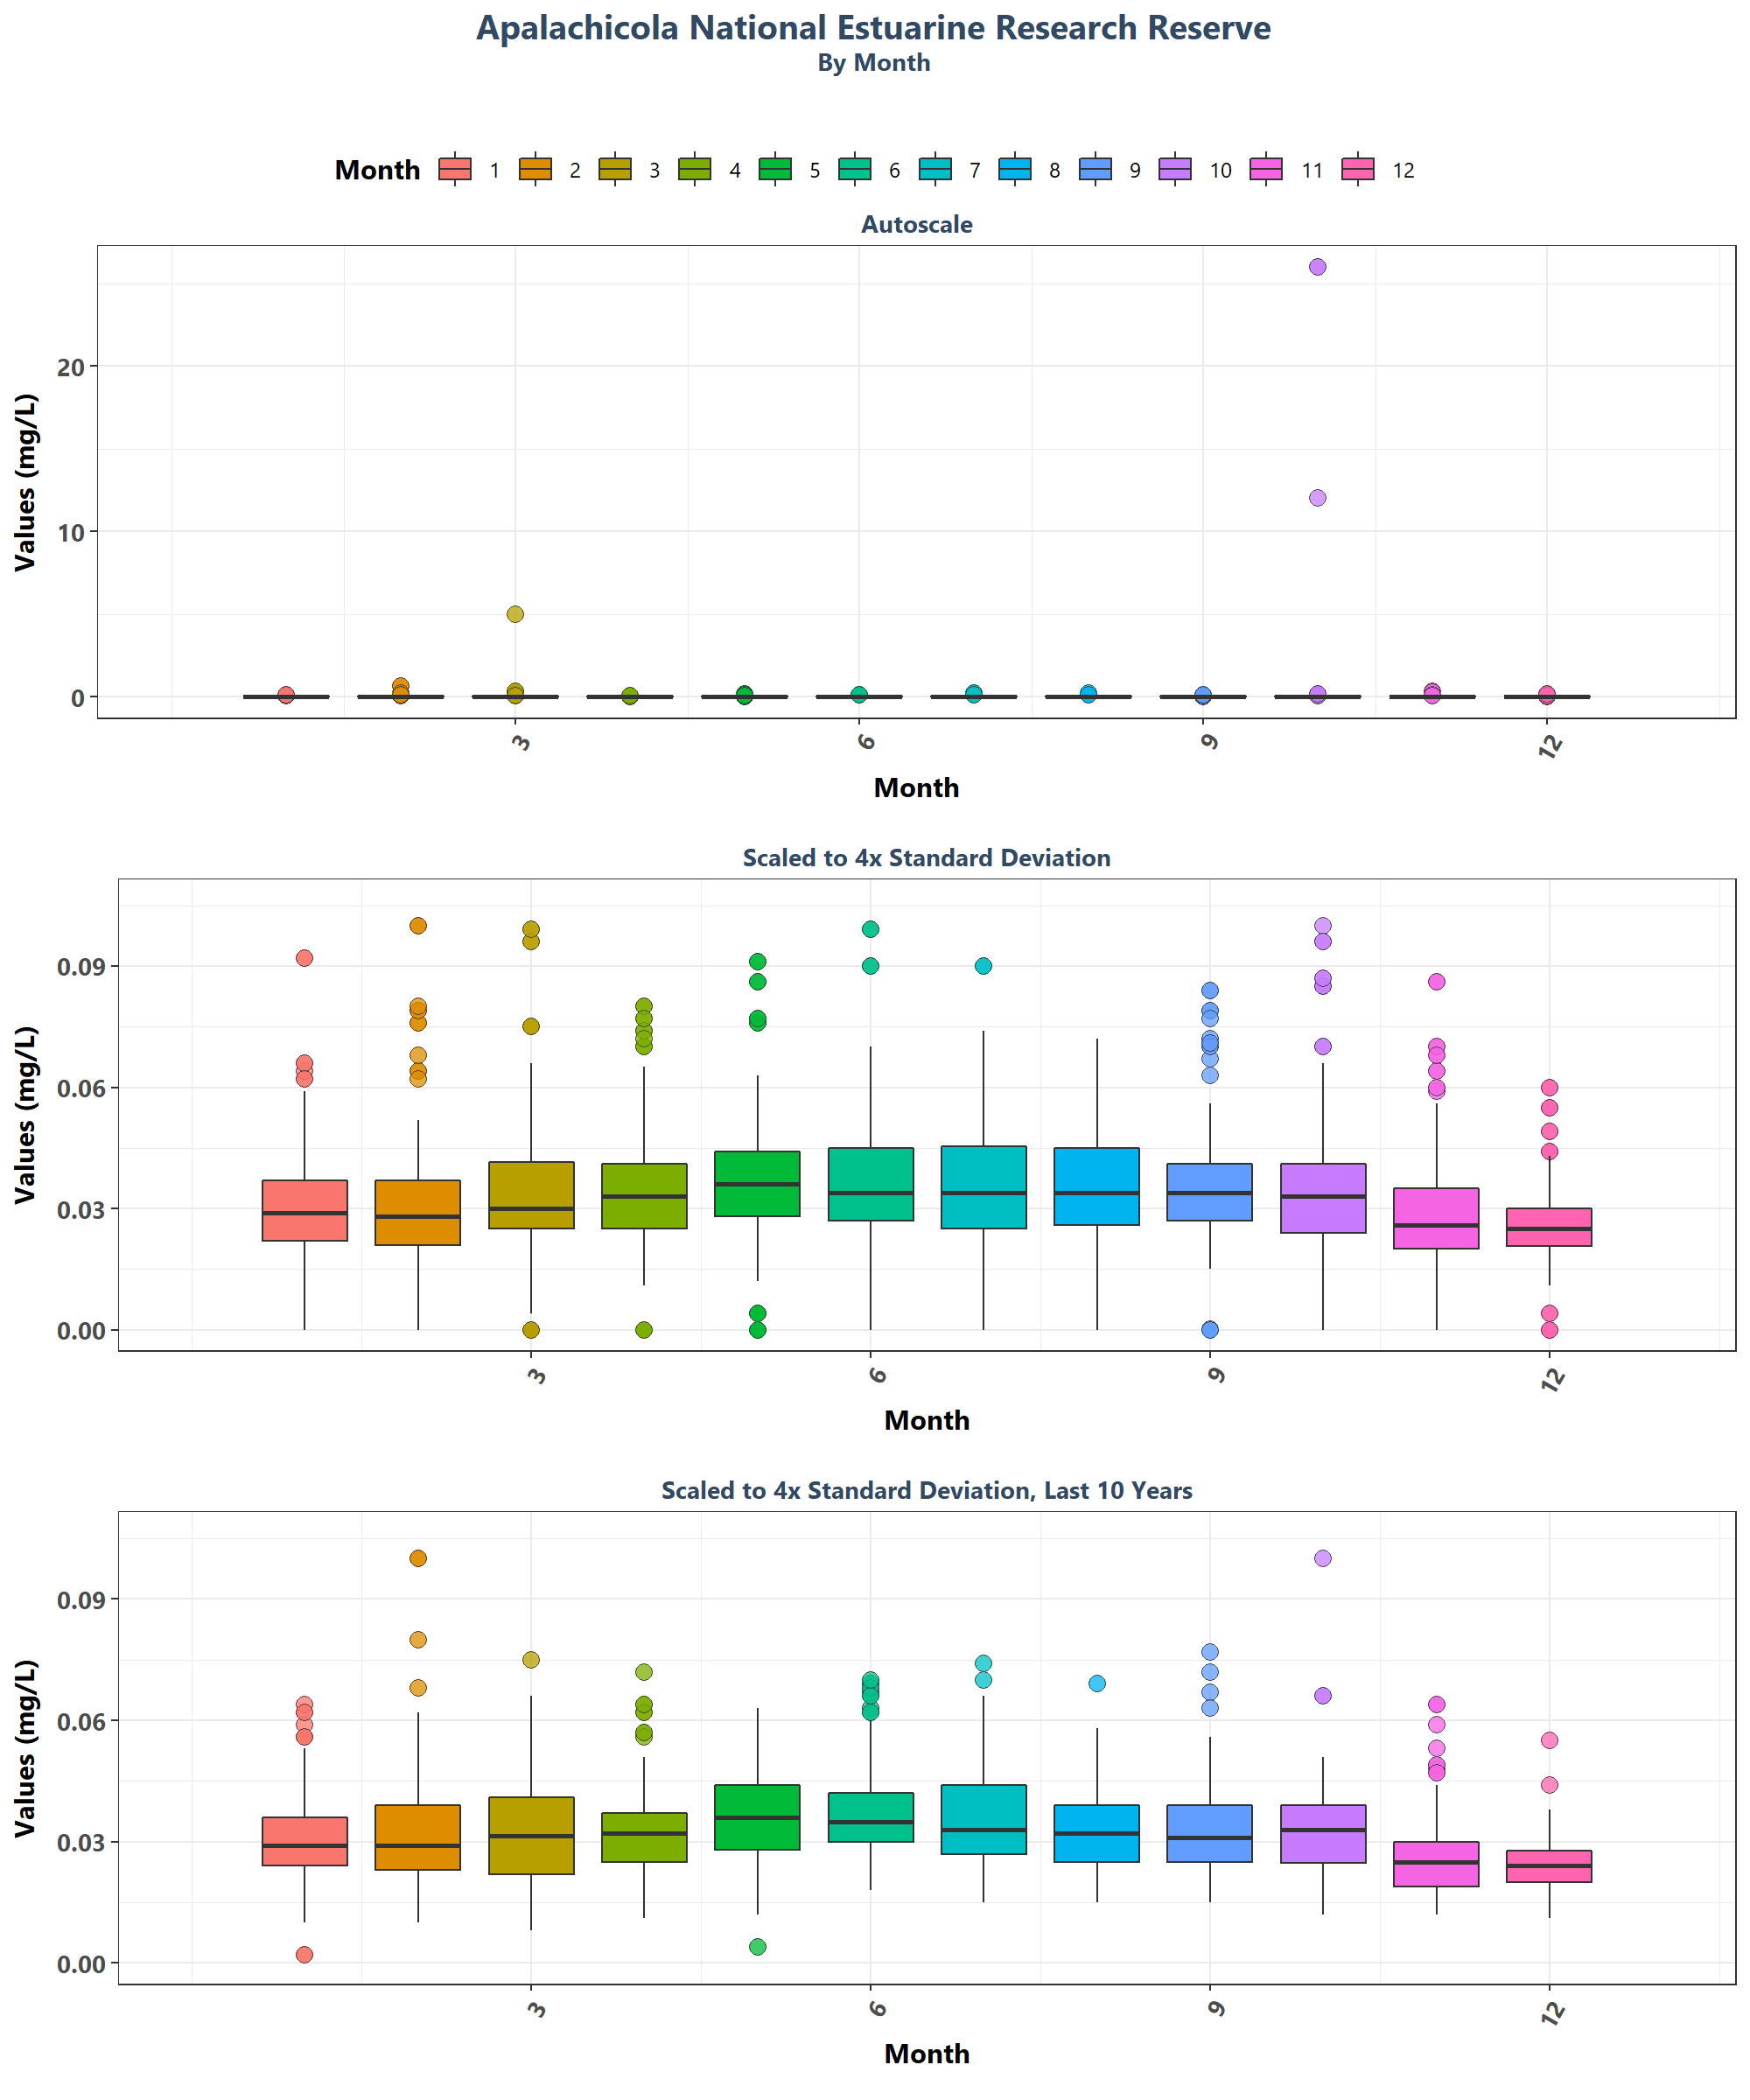 Apalachicola National Estuarine Research Reserve
By Month
Month 1 2 3 4 5 6 7 8 9 10 11 12
Autoscale
Values (mg/L)
20
10
0
3 6 9 12
Month
Scaled to 4x Standard Deviation
Values (mg/L)
0.09
0.06
0.03
0.00
3 6 9 12
Month
Scaled to 4x Standard Deviation, Last 10 Years
Values (mg/L)
0.09
0.06
0.03
0.00
3 6 9 12
Month